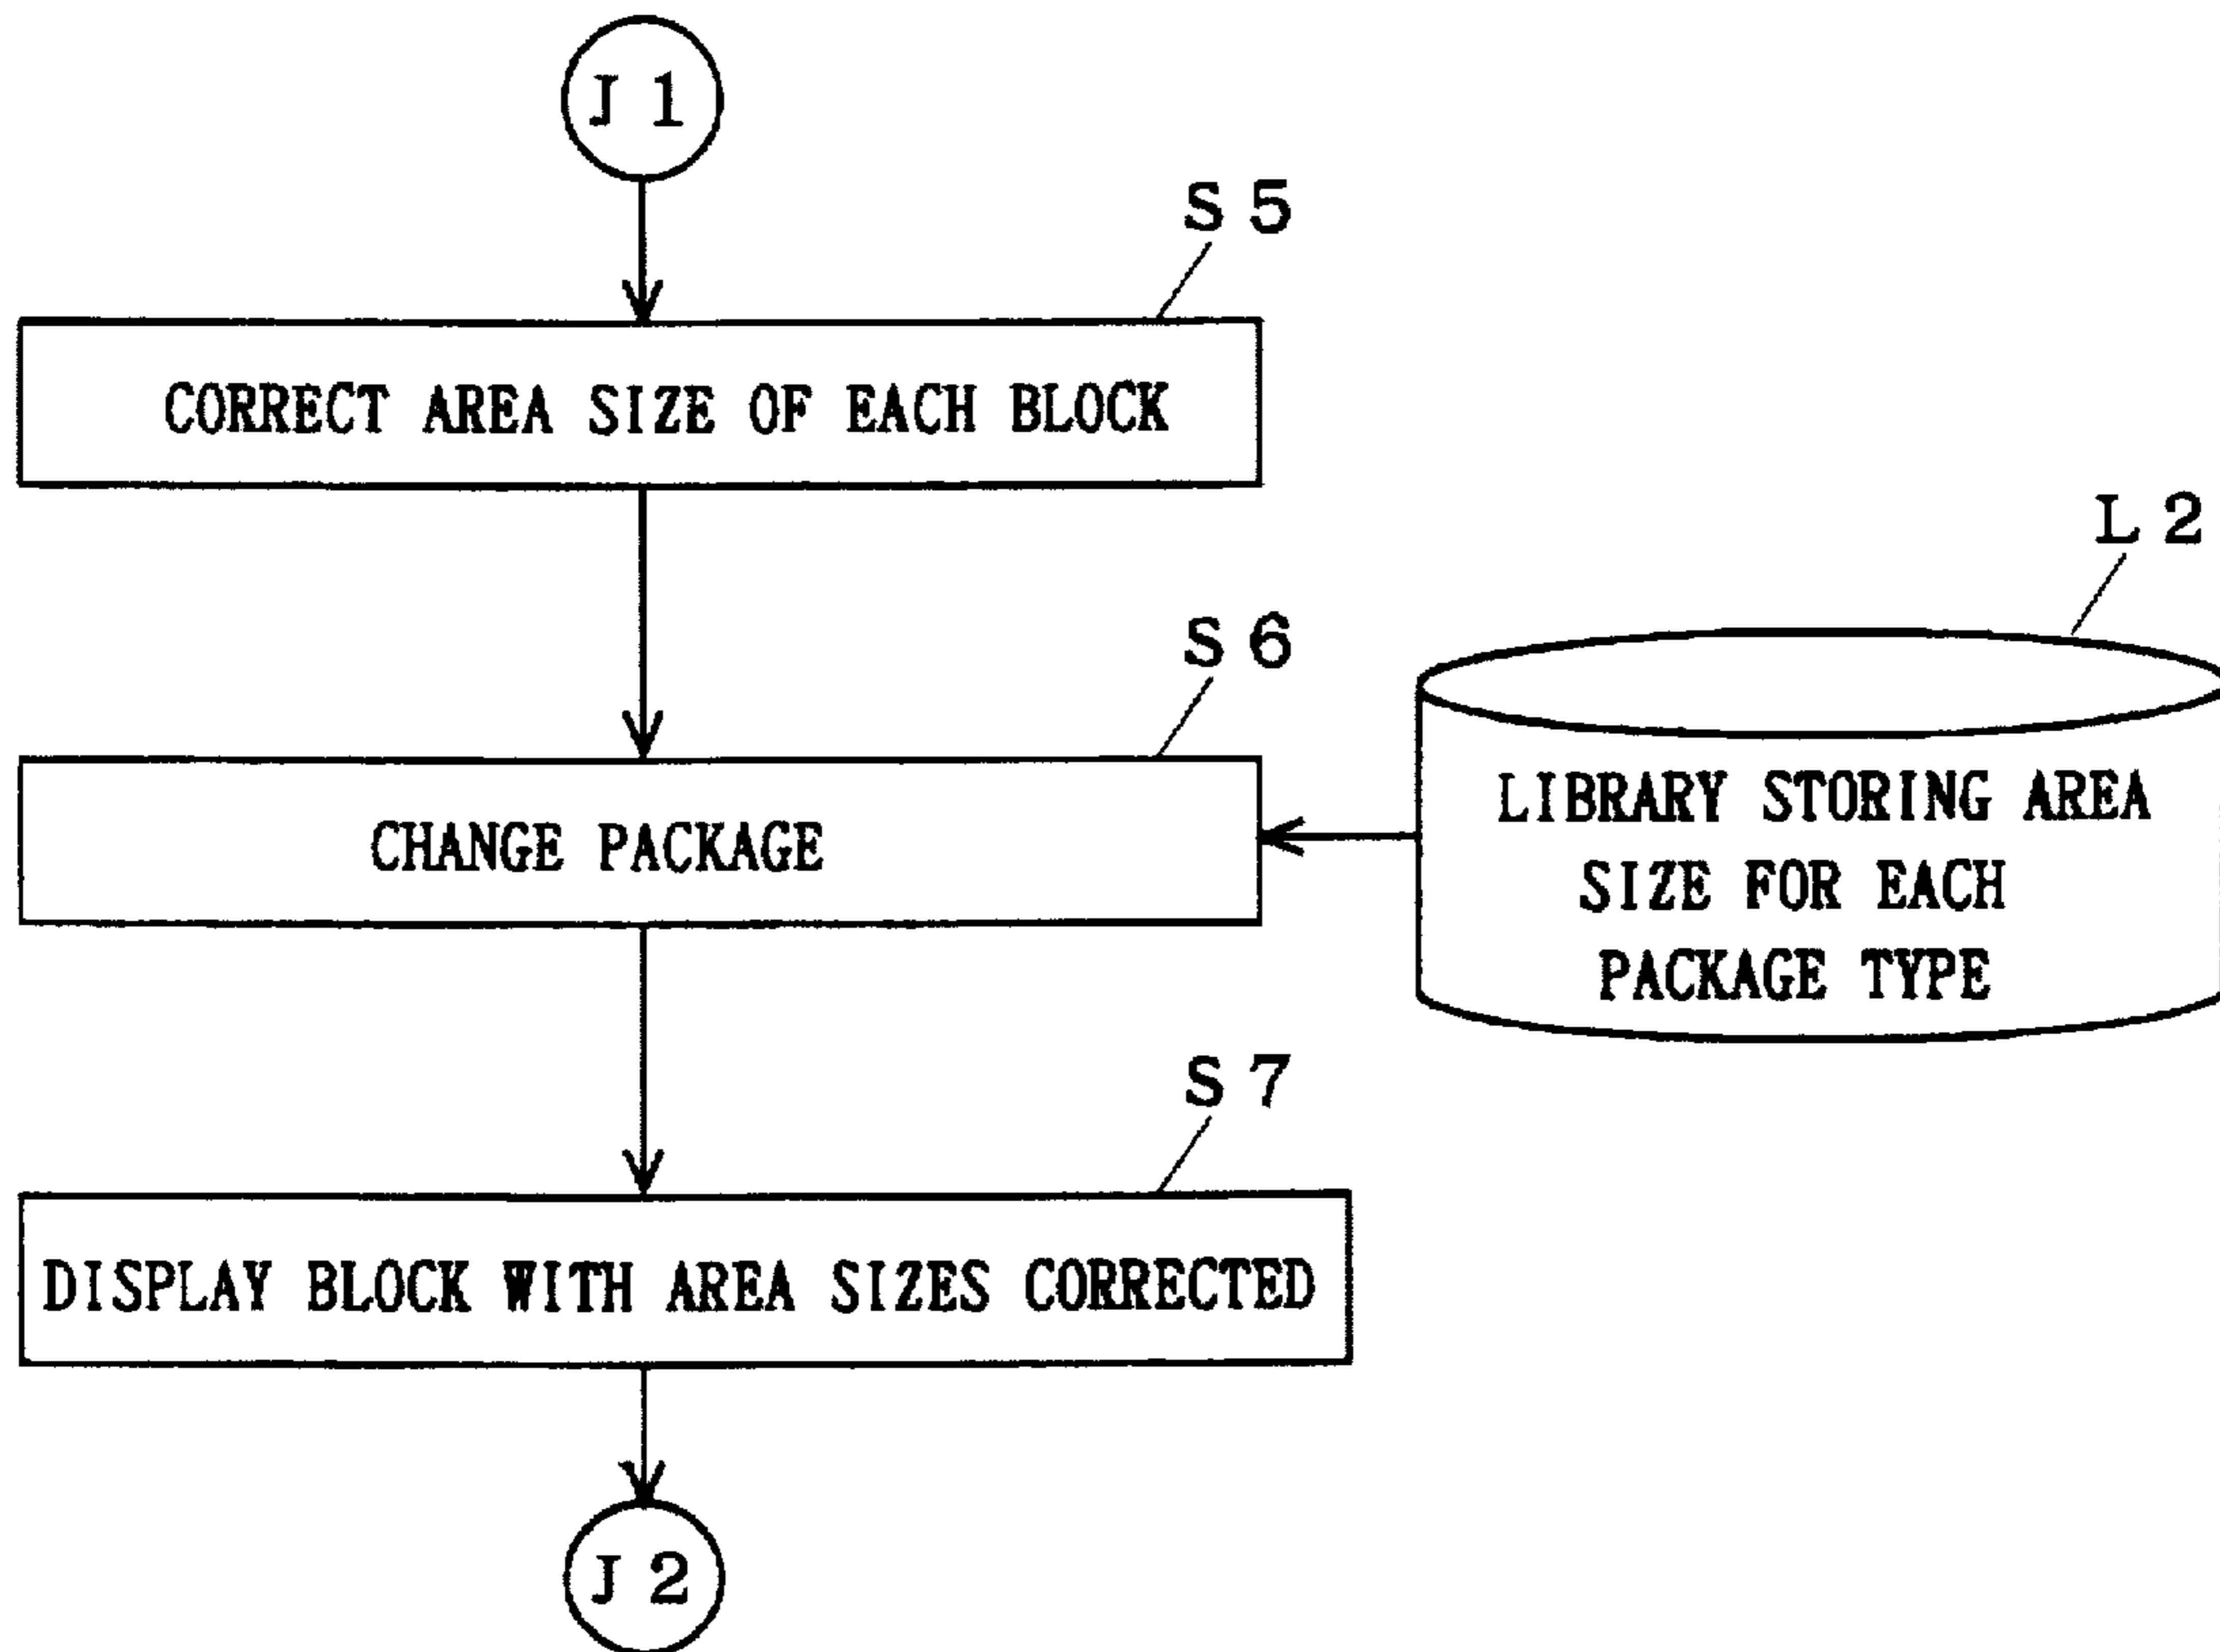 J 1
S 5
CORRECT AREA SIZE OF EACH BLOCK
L 2
S 6
LIBRARY STORING AREA
SIZE FOR EACH
PACKAGE TYPE
CHANGE PACKAGE
S 7
DISPLAY BLOCK WITH AREA SIZES CORRECTED
J 2